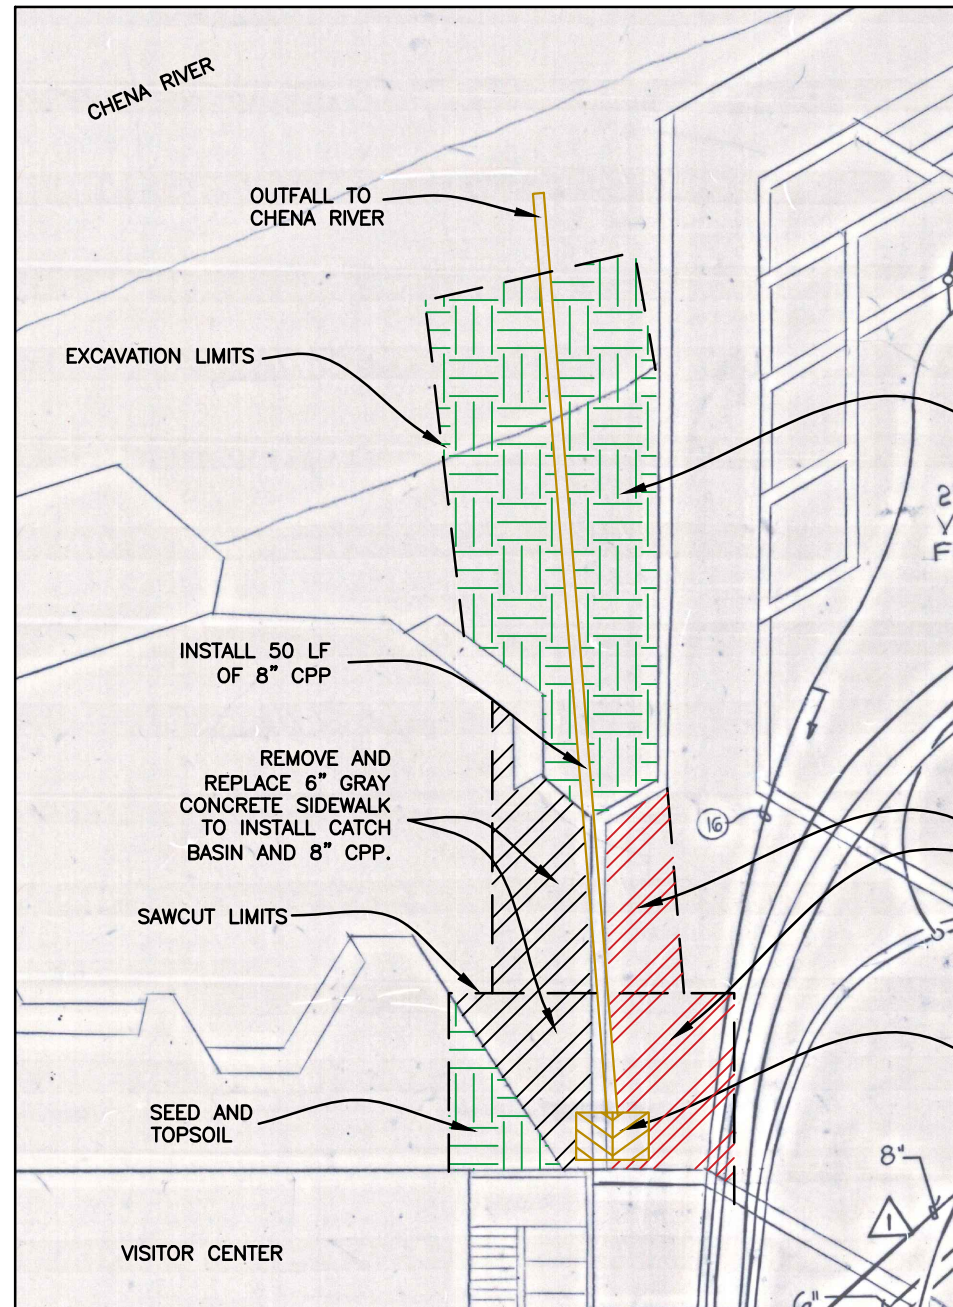 CHENA RIVER
OUTFALL TO
CHENA RIVER
EXCAVATION LIMITS
2
V
F
INSTALL 50 LF
OF 8” CPP
REMOVE AND
REPLACE 6” GRAY
CONCRETE SIDEWALK
TO INSTALL CATCH
BASIN AND 8” CPP.
16
SAWCUT LIMITS
SEED AND
TOPSOIL
8"
1
VISITOR CENTER
6"